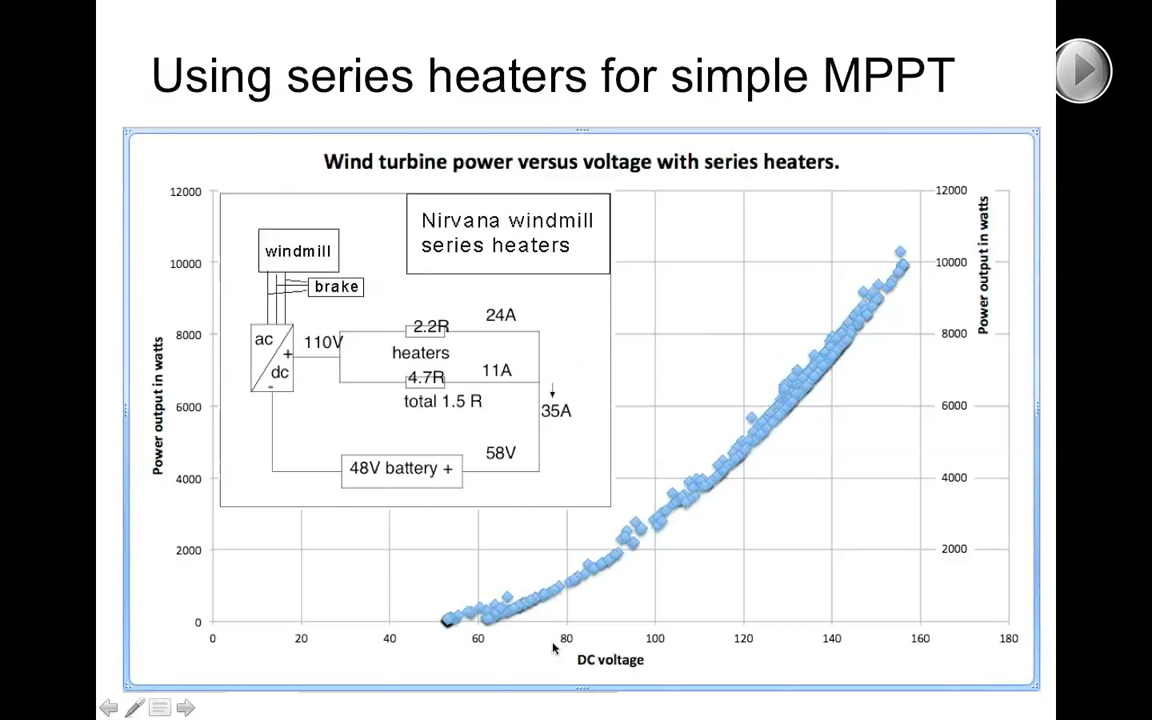 Using series heaters for simple MPPT
Wind turbine power versus voltage with series heaters.
Power output in watts
12000
10000
8000
6000
4000
2000
0
Nirvana windmill
series heaters
windmill
brake
ac
+
dc
-
110V
2.2R
24A
heaters
4.7R
11A
total 1.5 R
35A
58V
48V battery +
12000
10000
8000
6000
4000
2000
Power output in watts
0 20 40 60 80 100 120 140 160 180
DC voltage